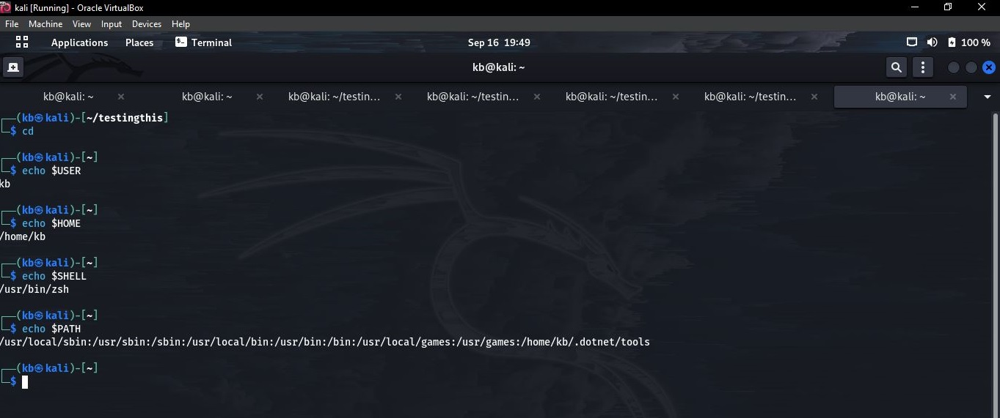 kali [Running] - Oracle VirtualBox
File Machine View Input Devices Help
Applications Places Terminal Sep 16 19:49 100 %
kb@kali: ~
kb@kali: ~ kb@kali: ~ kb@kali: ~/testin... kb@kali: ~/testin... kb@kali: ~/testin... kb@kali: ~/testin... kb@kali: ~
┌──(kb㉿kali)-[~/testingthis]
└─$ cd
┌──(kb㉿kali)-[~]
└─$ echo $USER
kb
┌──(kb㉿kali)-[~]
└─$ echo $HOME
/home/kb
┌──(kb㉿kali)-[~]
└─$ echo $SHELL
/usr/bin/zsh
┌──(kb㉿kali)-[~]
└─$ echo $PATH
/usr/local/sbin:/usr/sbin:/sbin:/usr/local/bin:/usr/bin:/bin:/usr/local/games:/usr/games:/home/kb/.dotnet/tools
┌──(kb㉿kali)-[~]
└─$